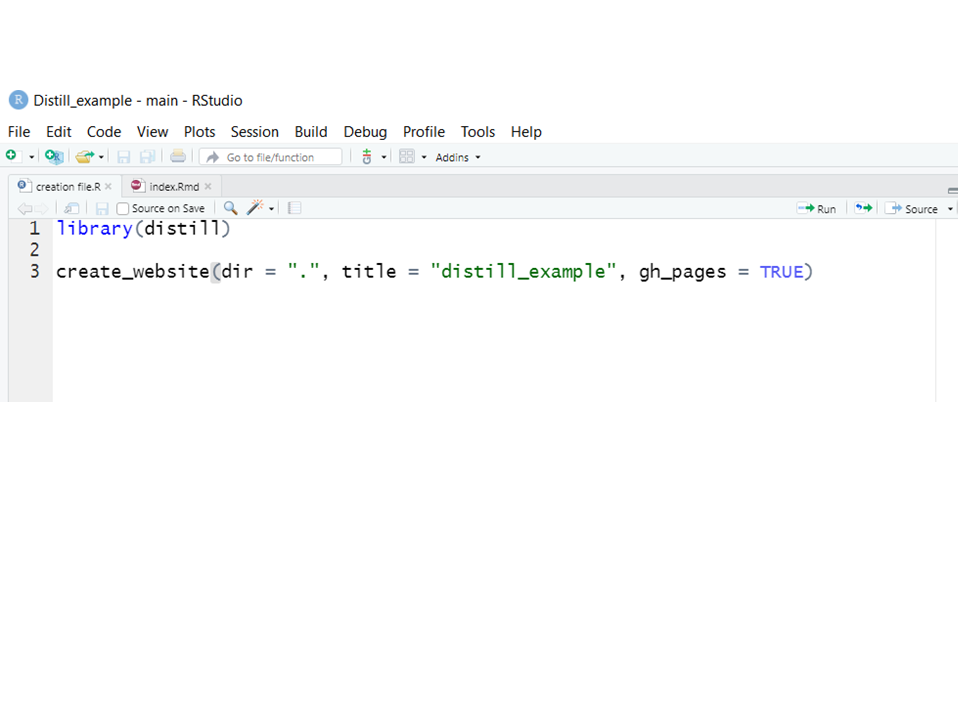 Distill_example - main - RStudio
File Edit Code View Plots Session Build Debug Profile Tools Help
Go to file/function Addins
creation file.R index.Rmd
Source on Save Run Source
1 library(distill)
2
3 create_website(dir = ".", title = "distill_example", gh_pages = TRUE)